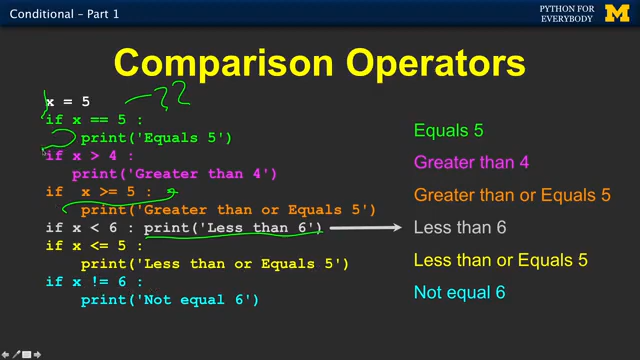 Conditional – Part 1
PYTHON FOR
EVERYBODY
Comparison Operators
x = 5
if x == 5 :
print('Equals 5')
if x > 4 :
print('Greater than 4')
if x >= 5 :
print('Greater than or Equals 5')
if x < 6 : print('Less than 6')
if x <= 5 :
print('Less than or Equals 5')
if x != 6 :
print('Not equal 6')
Equals 5
Greater than 4
Greater than or Equals 5
Less than 6
Less than or Equals 5
Not equal 6